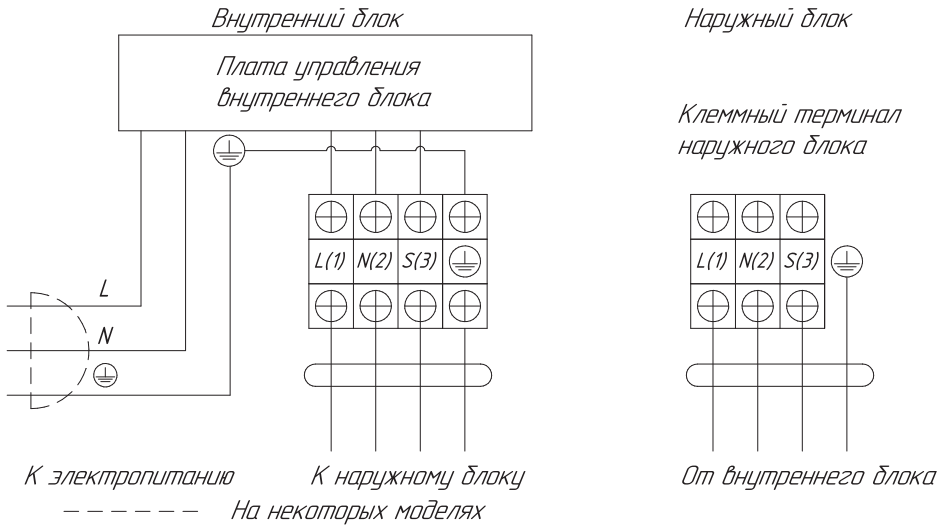 Внутренний блок
Наружный блок
Плата управления
внутреннего блока
Клеммный терминал
наружного блока
L(1) N(2) S(3)
L(1) N(2) S(3)
L
N
К электропитанию
К наружному блоку
От внутреннего блока
На некоторых моделях